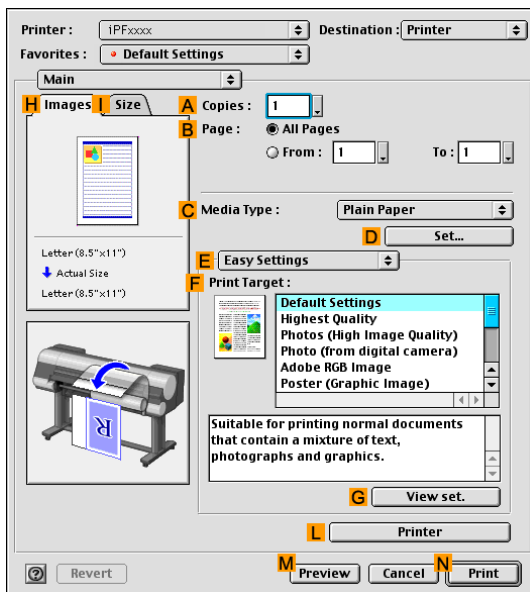 Printer : iPFxxxx Destination : Printer
Favorites : Default Settings
Main
H Images I Size
A Copies : 1
B Page : All Pages
From : 1 To : 1
C Media Type : Plain Paper
D Set...
Letter (8.5"x11")
Actual Size
Letter (8.5"x11")
E Easy Settings
F Print Target :
Default Settings
Highest Quality
Photos (High Image Quality)
Photo (from digital camera)
Adobe RGB Image
Poster (Graphic Image)
R
Suitable for printing normal documents
that contain a mixture of text,
photographs and graphics.
G View set.
L Printer
? Revert M Preview Cancel N Print